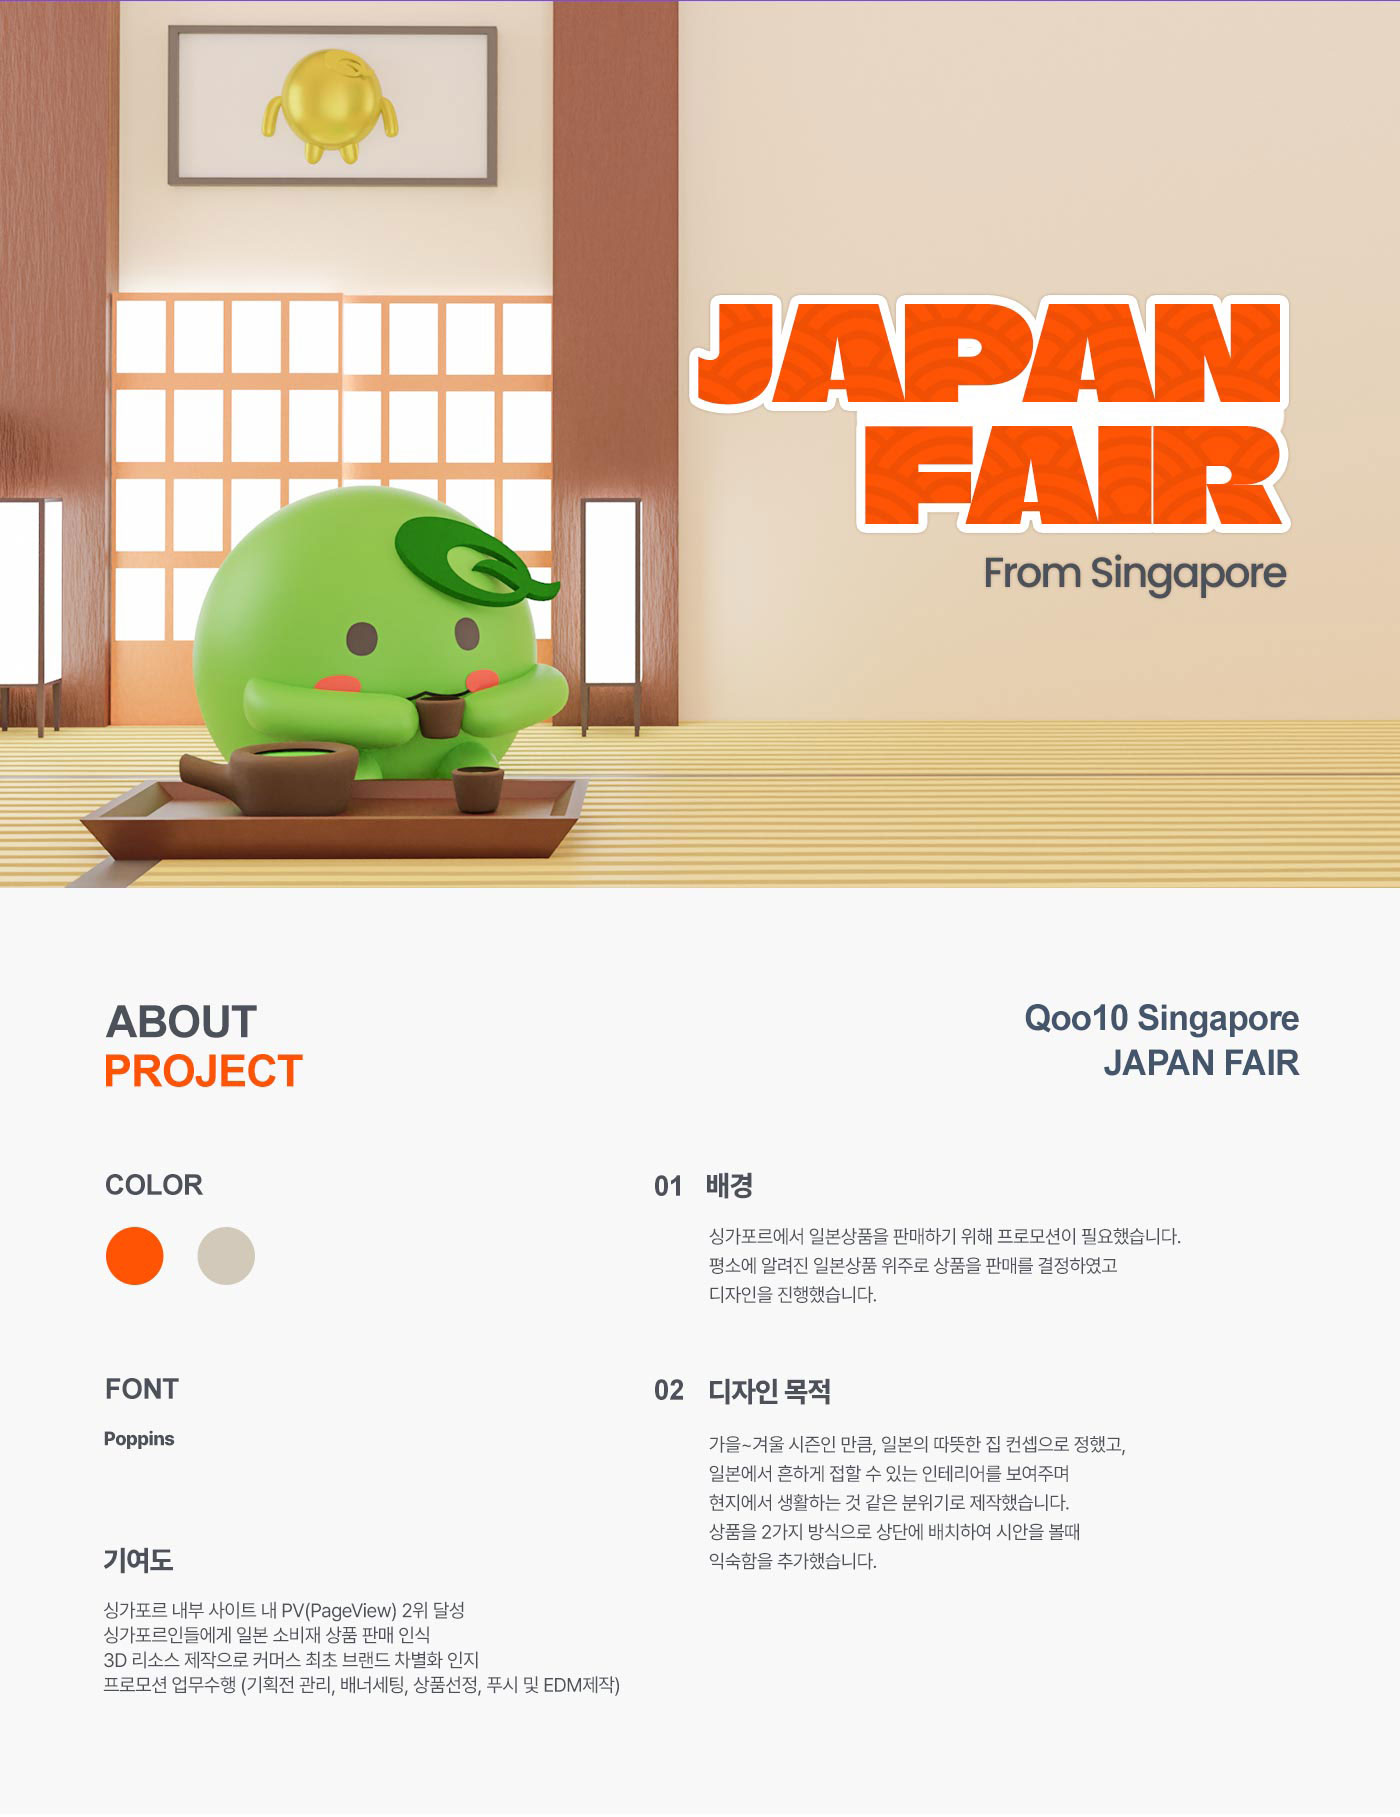 JAPAN
FAIR
From Singapore
ABOUT
PROJECT
Qoo10 Singapore
JAPAN FAIR
COLOR
FONT
Poppins
기여도
싱가포르 내부 사이트 내 PV(PageView) 2위 달성
싱가포르인들에게 일본 소비재 상품 판매 인식
3D 리소스 제작으로 커머스 최초 브랜드 차별화 인지
프로모션 업무수행 (기획전 관리, 배너세팅, 상품선정, 푸시 및 EDM제작)
01 배경
싱가포르에서 일본상품을 판매하기 위해 프로모션이 필요했습니다.
평소에 알려진 일본상품 위주로 상품을 판매를 결정하였고
디자인을 진행했습니다.
02 디자인 목적
가을~겨울 시즌인 만큼, 일본의 따뜻한 집 컨셉으로 정했고,
일본에서 흔하게 접할 수 있는 인테리어를 보여주며
현지에서 생활하는 것 같은 분위기로 제작했습니다.
상품을 2가지 방식으로 상단에 배치하여 시안을 볼때
익숙함을 추가했습니다.